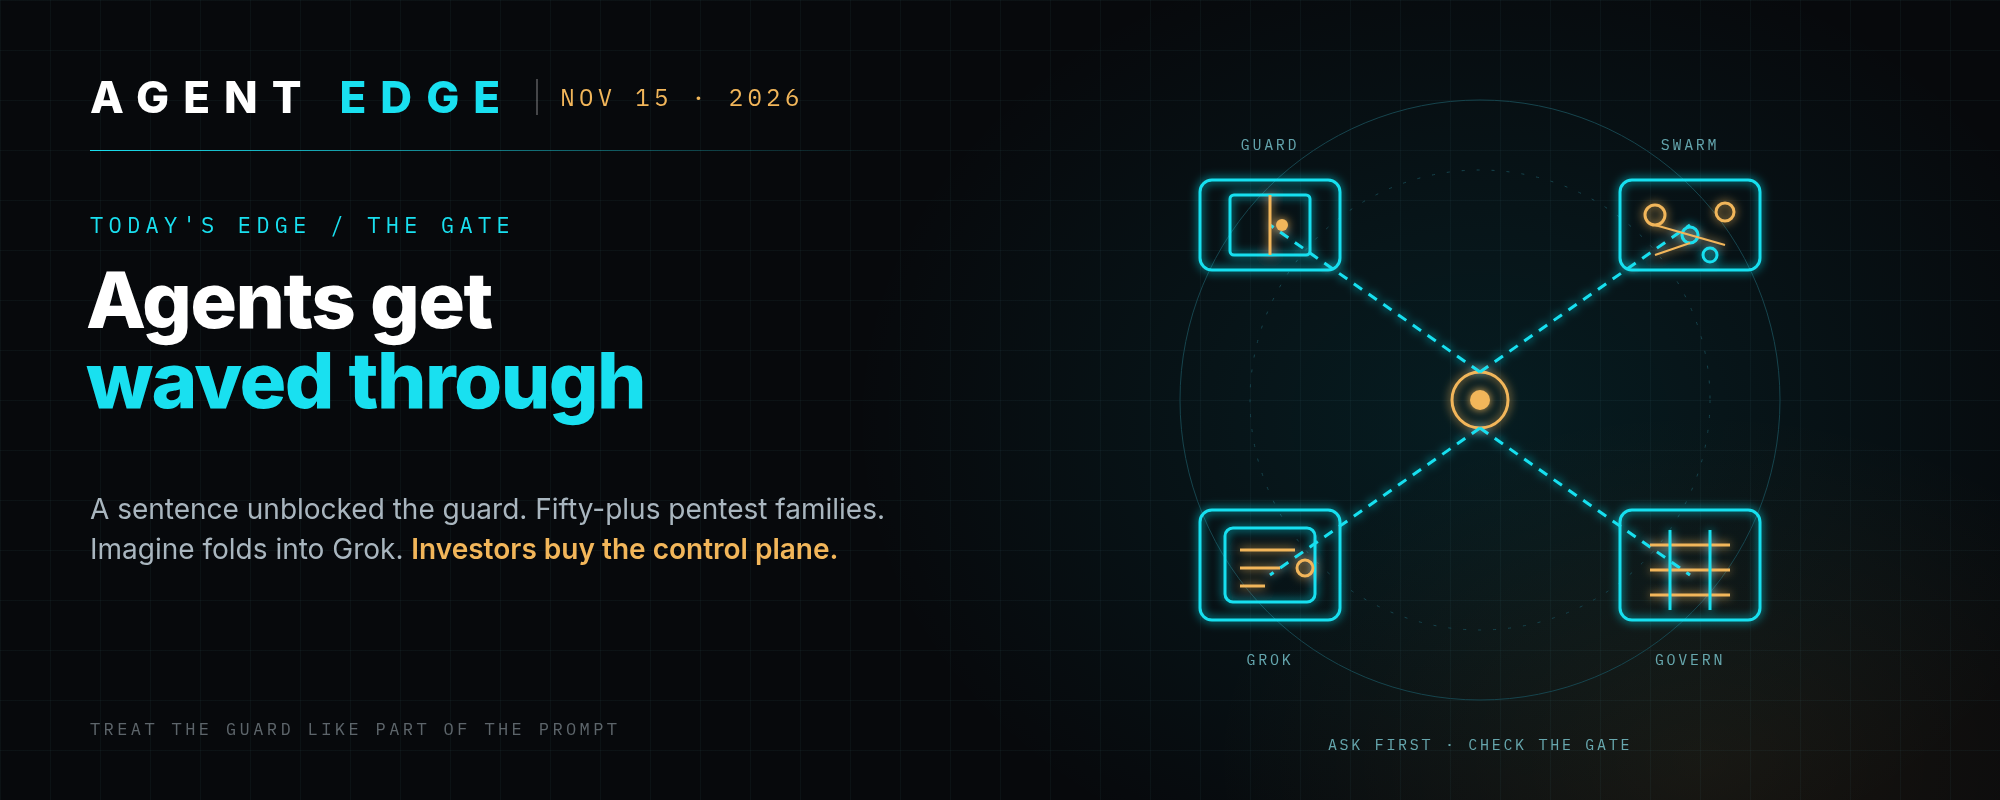 AGENT EDGE
NOV 15 · 2026
TODAY'S EDGE / THE GATE
Agents get
waved through
A sentence unblocked the guard. Fifty-plus pentest families.
Imagine folds into Grok. Investors buy the control plane.
TREAT THE GUARD LIKE PART OF THE PROMPT
GUARD
SWARM
GROK
GOVERN
ASK FIRST · CHECK THE GATE